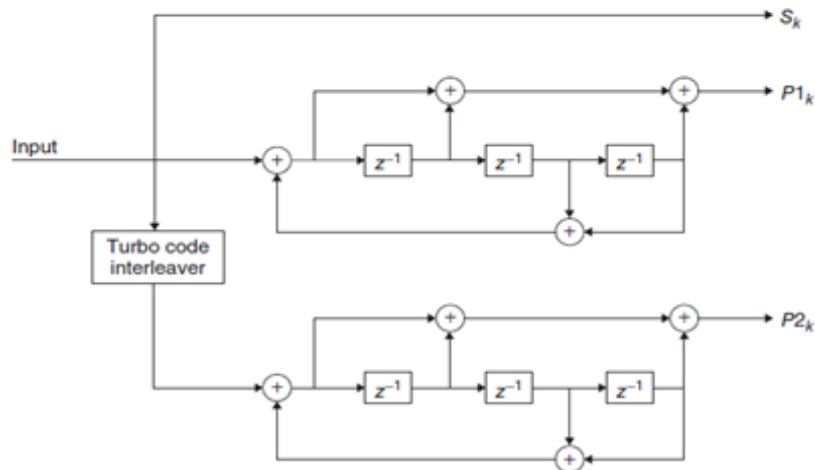 S_k
+ + P1_k
Input
+ z⁻¹ z⁻¹ z⁻¹
+
Turbo code
interleaver
+ + P2_k
+ z⁻¹ z⁻¹ z⁻¹
+